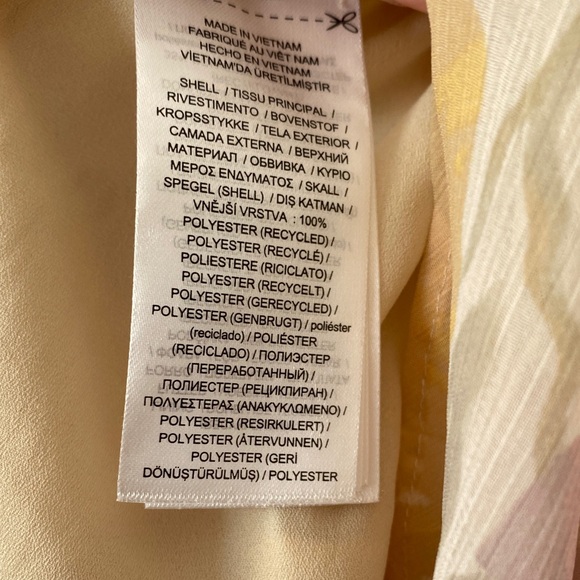 MADE IN VIETNAM
FABRIQUÉ AU VIÊT NAM
HECHO EN VIETNAM
VİETNAM'DA ÜRETİLMİŞTİR
SHELL / TISSU PRINCIPAL /
RIVESTIMENTO / BOVENSTOF /
KROPSSTYKKE / TELA EXTERIOR /
CAMADA EXTERNA / ВЕРХНИЙ
МАТЕРИАЛ / ОБВИВКА / ΚΥΡΙΟ
ΜΕΡΟΣ ΕΝΔΥΜΑΤΟΣ / SKALL /
SPEGEL (SHELL) / DIŞ KATMAN /
VNĚJŠÍ VRSTVA : 100%
POLYESTER (RECYCLED) /
POLYESTER (RECYCLÉ) /
POLIESTERE (RICICLATO) /
POLYESTER (RECYCELT) /
POLYESTER (GERECYCLED) /
POLYESTER (GENBRUGT) / poliéster
(reciclado) / POLIÉSTER
(RECICLADO) / ПОЛИЭСТЕР
(ПЕРЕРАБОТАННЫЙ) /
ПОЛИЕСТЕР (РЕЦИКЛИРАН) /
ΠΟΛΥΕΣΤΕΡΑΣ (ΑΝΑΚΥΚΛΩΜΕΝΟ) /
POLYESTER (RESIRKULERT) /
POLYESTER (ÅTERVUNNEN) /
POLYESTER (GERİ
DÖNÜŞTÜRÜLMÜŞ) / POLYESTER